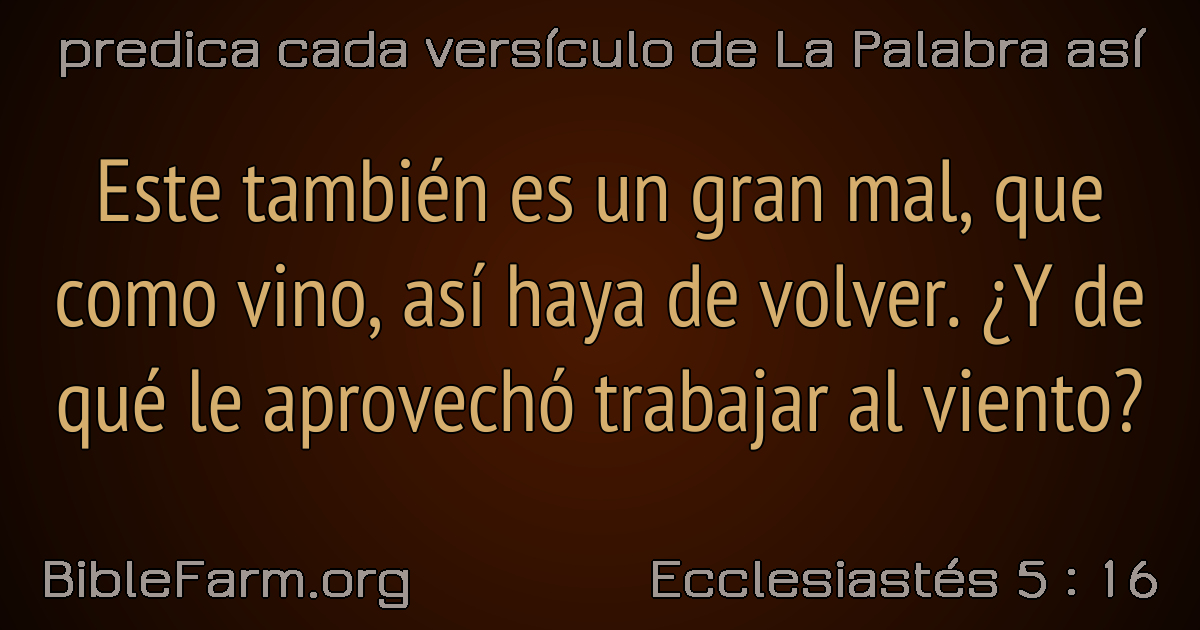 predica cada versículo de La Palabra así
Este también es un gran mal, que
como vino, así haya de volver. ¿Y de
qué le aprovechó trabajar al viento?
BibleFarm.org
Ecclesiastés 5 : 16